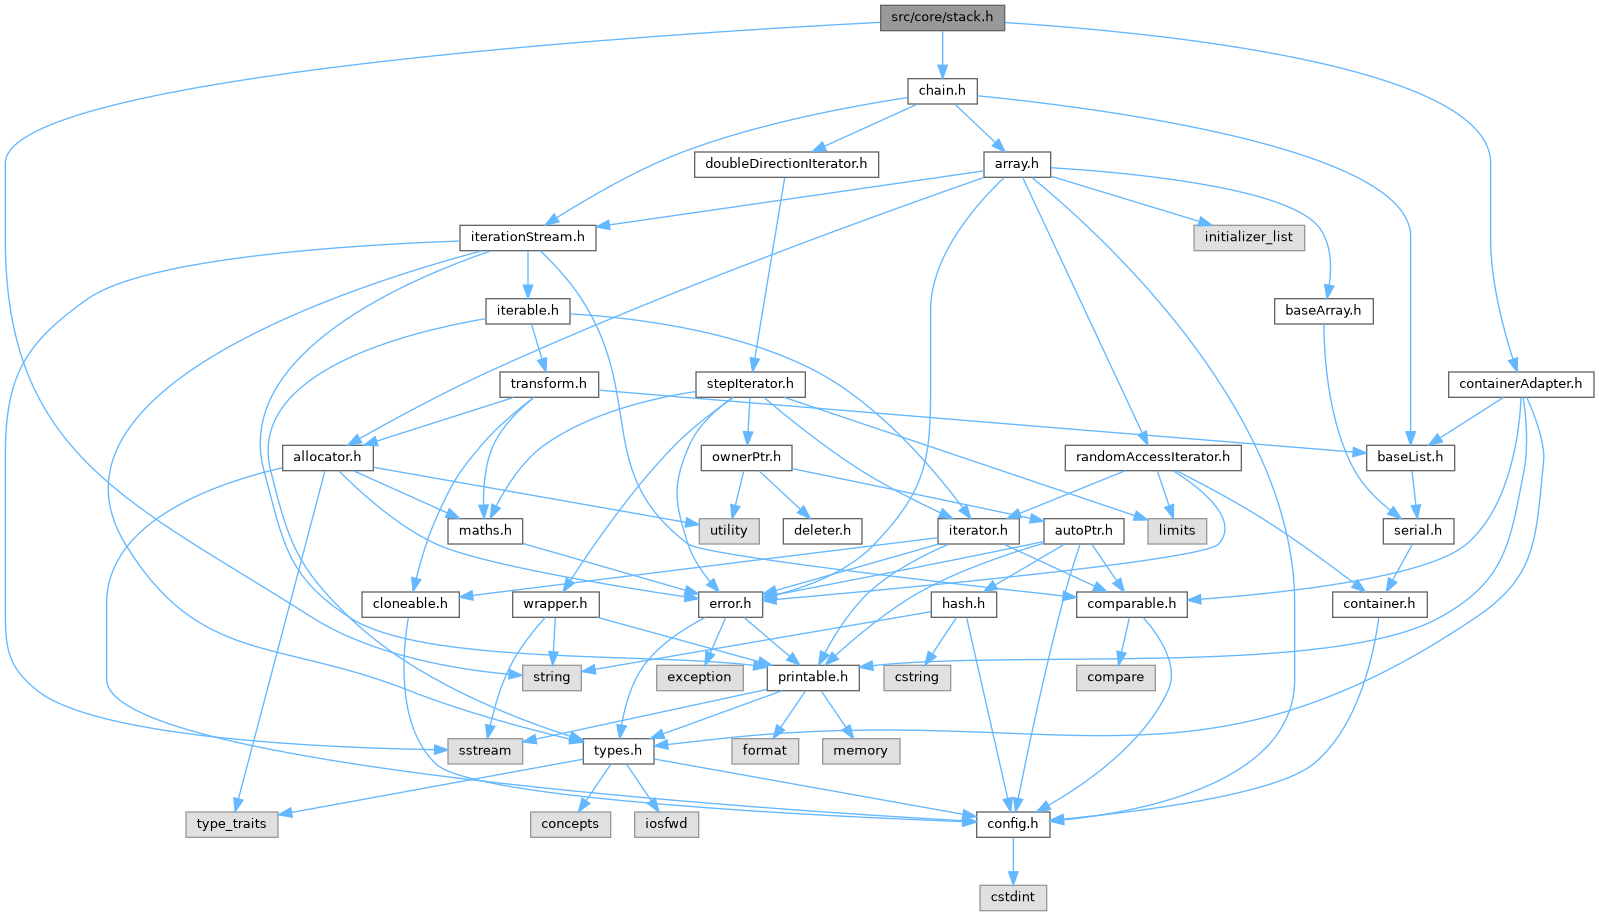 src/core/stack.h
chain.h
doubleDirectionIterator.h
array.h
iterationStream.h
initializer_list
iterable.h
baseArray.h
transform.h
stepIterator.h
containerAdapter.h
allocator.h
ownerPtr.h
randomAccessIterator.h
baseList.h
maths.h
utility
deleter.h
iterator.h
autoPtr.h
limits
serial.h
cloneable.h
wrapper.h
error.h
hash.h
comparable.h
container.h
string
exception
printable.h
cstring
compare
sstream
types.h
format
memory
type_traits
concepts
iosfwd
config.h
cstdint